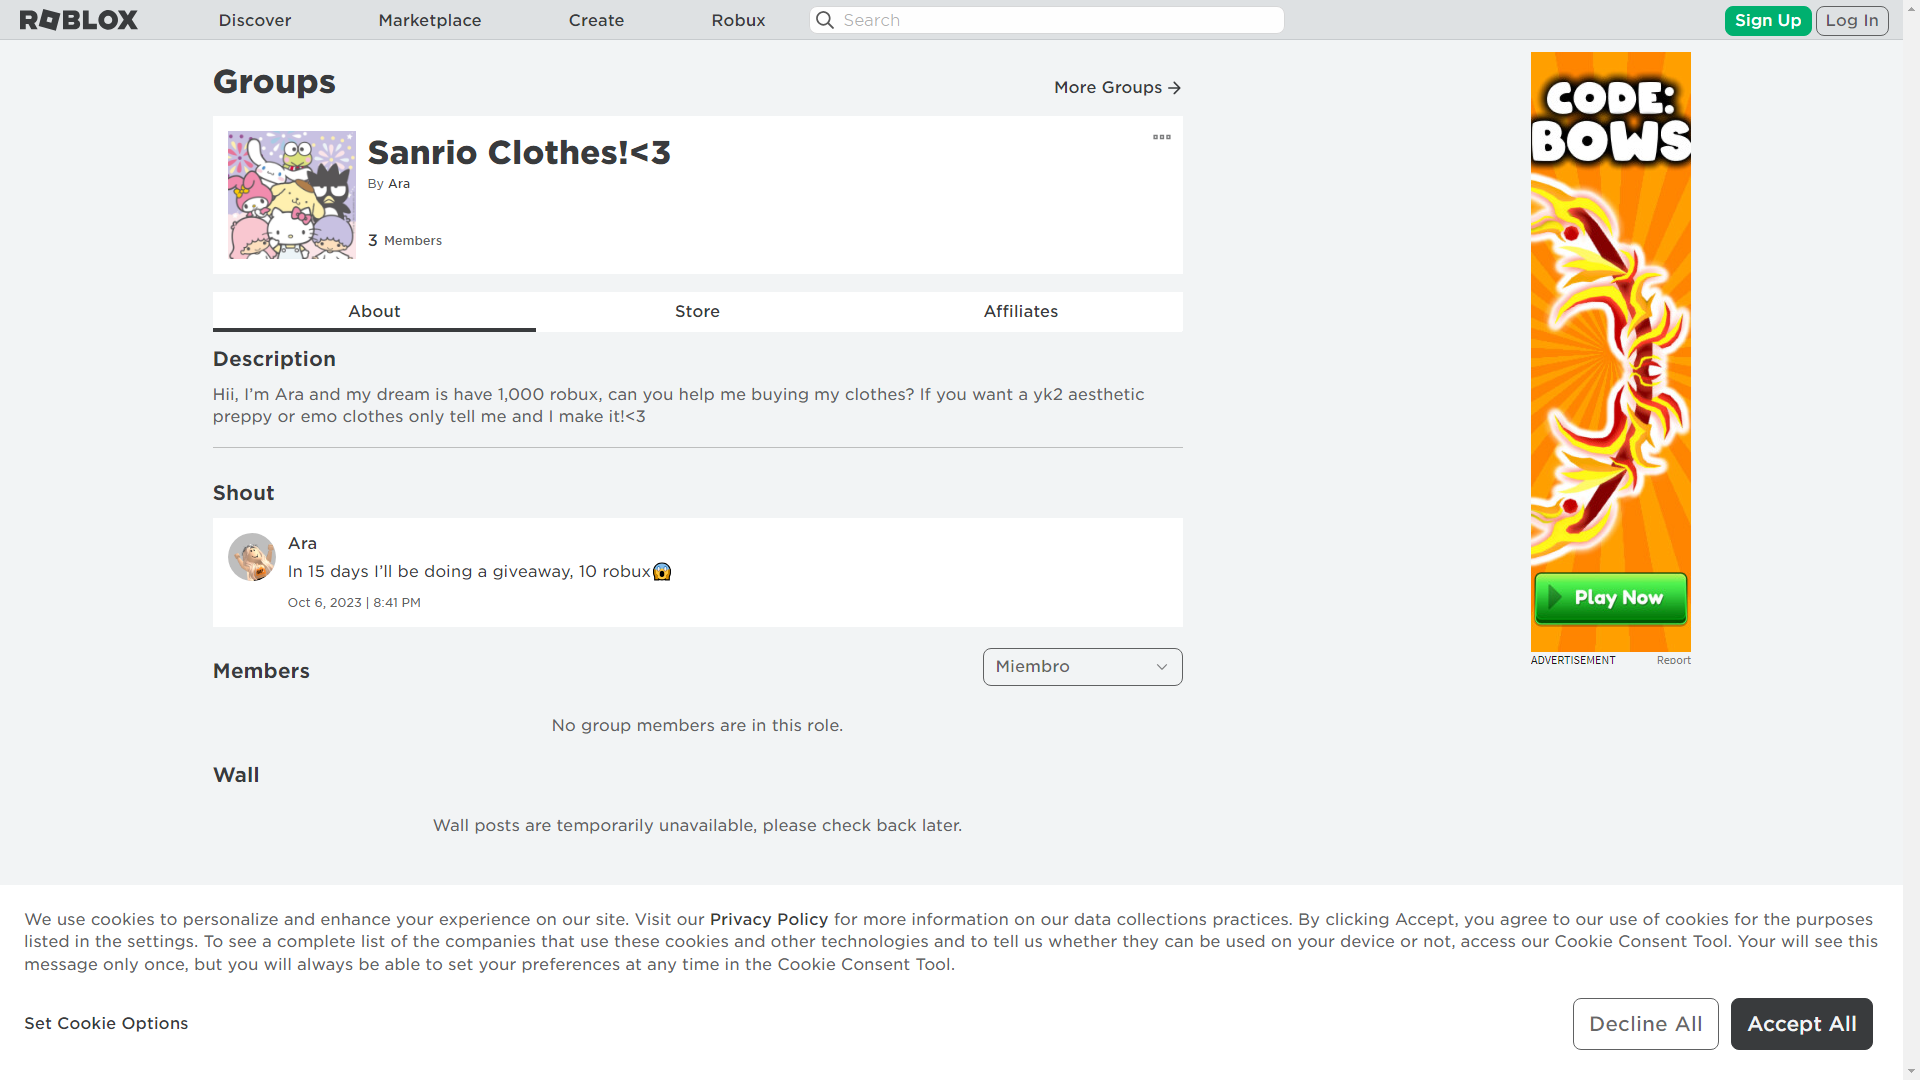 ROBLOX
Discover
Marketplace
Create
Robux
Search
Sign Up
Log In
Groups
More Groups
Sanrio Clothes!<3
By Ara
3 Members
About
Store
Affiliates
Description
Hii, I’m Ara and my dream is have 1,000 robux, can you help me buying my clothes? If you want a yk2 aesthetic
preppy or emo clothes only tell me and I make it!<3
Shout
Ara
In 15 days I’ll be doing a giveaway, 10 robux😱
Oct 6, 2023 | 8:41 PM
Members
Miembro
No group members are in this role.
Wall
Wall posts are temporarily unavailable, please check back later.
CODE:
BOWS
Play Now
ADVERTISEMENT
Report
We use cookies to personalize and enhance your experience on our site. Visit our Privacy Policy for more information on our data collections practices. By clicking Accept, you agree to our use of cookies for the purposes
listed in the settings. To see a complete list of the companies that use these cookies and other technologies and to tell us whether they can be used on your device or not, access our Cookie Consent Tool. Your will see this
message only once, but you will always be able to set your preferences at any time in the Cookie Consent Tool.
Set Cookie Options
Decline All
Accept All